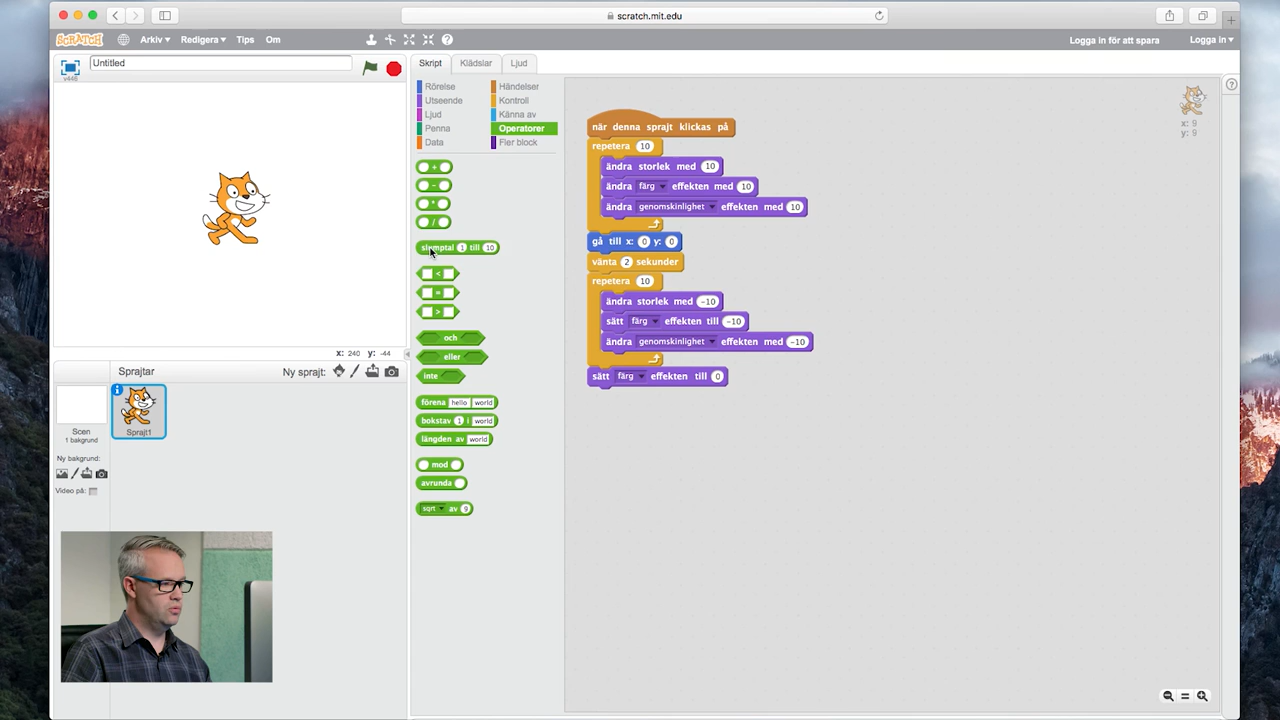 scratch.mit.edu
SCRATCH Arkiv Redigera Tips Om Logga in för att spara Logga in
Untitled
v446
Skript Klädslar Ljud
Rörelse Händelser
Utseende Kontroll
Ljud Känna av
Penna Operatorer
Data Fler block
+
-
*
/
slumptal 1 till 10
<
=
>
och
eller
inte
förena hello world
bokstav 1 i world
längden av world
mod
avrunda
sqrt av 9
när denna sprajt klickas på
repetera 10
ändra storlek med 10
ändra färg effekten med 10
ändra genomskinlighet effekten med 10
gå till x: 0 y: 0
vänta 2 sekunder
repetera 10
ändra storlek med -10
sätt färg effekten till -10
ändra genomskinlighet effekten med -10
sätt färg effekten till 0
x: 9
y: 9
x: 240 y: -44
Sprajtar Ny sprajt:
Scen
1 bakgrund
Sprajt1
Ny bakgrund:
Video på: